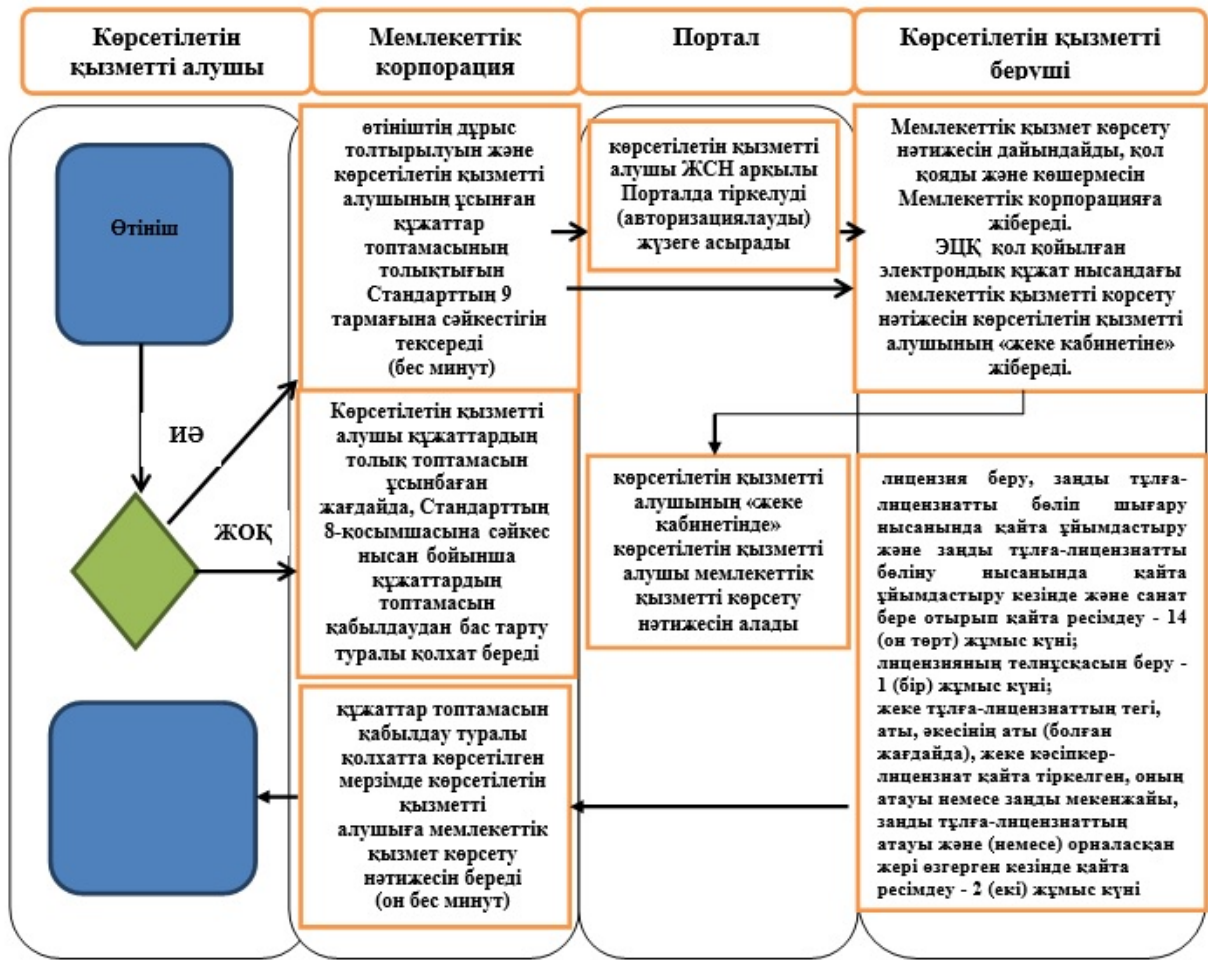 Көрсетілетін
қызметті алушы
Мемлекеттік
корпорация
Портал
Көрсетілетін қызметті
беруші
Өтініш
ИӘ
ЖОҚ
өтініштің дұрыс
толтырылуын және
көрсетілетін қызметті
алушының ұсынған
құжаттар
топтамасының
толықтығын
Стандарттың 9
тармағына сәйкестігін
тексереді
(бес минут)
Көрсетілетін қызметті
алушы құжаттардың
толық топтамасын
ұсынбаған
жағдайда, Стандарттың
8-қосымшасына сәйкес
нысан бойынша
құжаттардың
топтамасын
қабылдаудан бас тарту
туралы қолхат береді
құжаттар топтамасын
қабылдау туралы
қолхатта көрсетілген
мерзімде көрсетілетін
қызметті
алушыға мемлекеттік
қызмет көрсету
нәтижесін береді
(он бес минут)
көрсетілетін қызметті
алушы ЖСН арқылы
Порталда тіркелуді
(авторизациялауды)
жүзеге асырады
көрсетілетін қызметті
алушының «жеке
кабинетінде»
көрсетілетін қызметті
алушы мемлекеттік
қызметті көрсету
нәтижесін алады
Мемлекеттік қызмет көрсету
нәтижесін дайындайды, қол
қояды және көшермесін
Мемлекеттік корпорацияға
жібереді.
ЭЦҚ қол қойылған
электрондық құжат нысандағы
мемлекеттік қызметті корсету
нәтіжесін көрсетілетін қызметті
алушының «жеке кабинетіне»
жібереді.
лицензия беру, заңды тұлға-
лицензнатты бөліп шығару
нысанында қайта ұйымдастыру
және заңды тұлға-лицензнатты
бөліну нысанында қайта
ұйымдастыру кезінде және санат
бере отырып қайта ресімдеу - 14
(он төрт) жұмыс күні;
лицензияның телнұсқасын беру -
1 (бір) жұмыс күні;
жеке тұлға-лицензнаттың тегі,
аты, әкесінің аты (болған
жағдайда), жеке кәсіпкер-
лицензнат қайта тіркелген, оның
атауы немесе заңды мекенжайы,
заңды тұлға-лицензнаттың
атауы және (немесе) орналасқан
жері өзгерген кезінде қайта
ресімдеу - 2 (екі) жұмыс күні